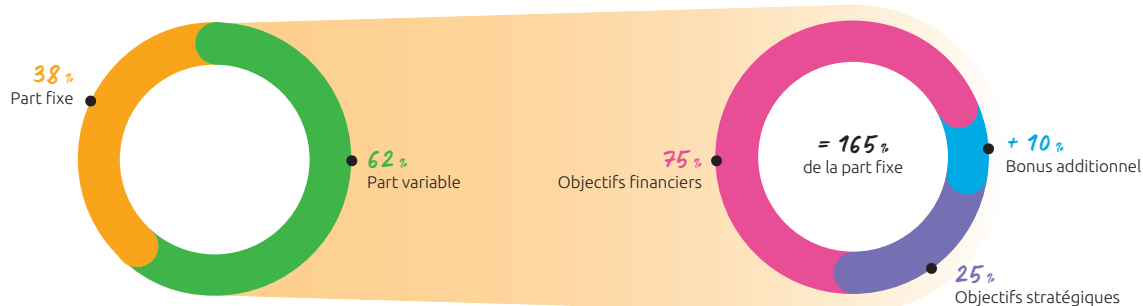 38 %
Part fixe
62 %
Part variable
75 %
Objectifs financiers
= 165 %
de la part fixe
+ 10 %
Bonus additionnel
25 %
Objectifs stratégiques